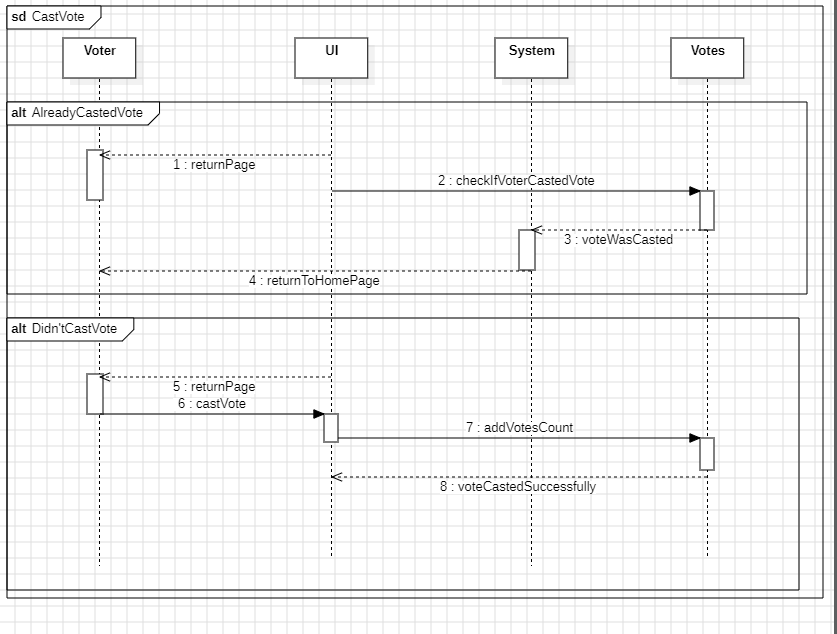 sd CastVote
Voter
UI
System
Votes
alt AlreadyCastedVote
1 : returnPage
2 : checkIfVoterCastedVote
3 : voteWasCasted
4 : returnToHomePage
alt Didn'tCastVote
5 : returnPage
6 : castVote
7 : addVotesCount
8 : voteCastedSuccessfully